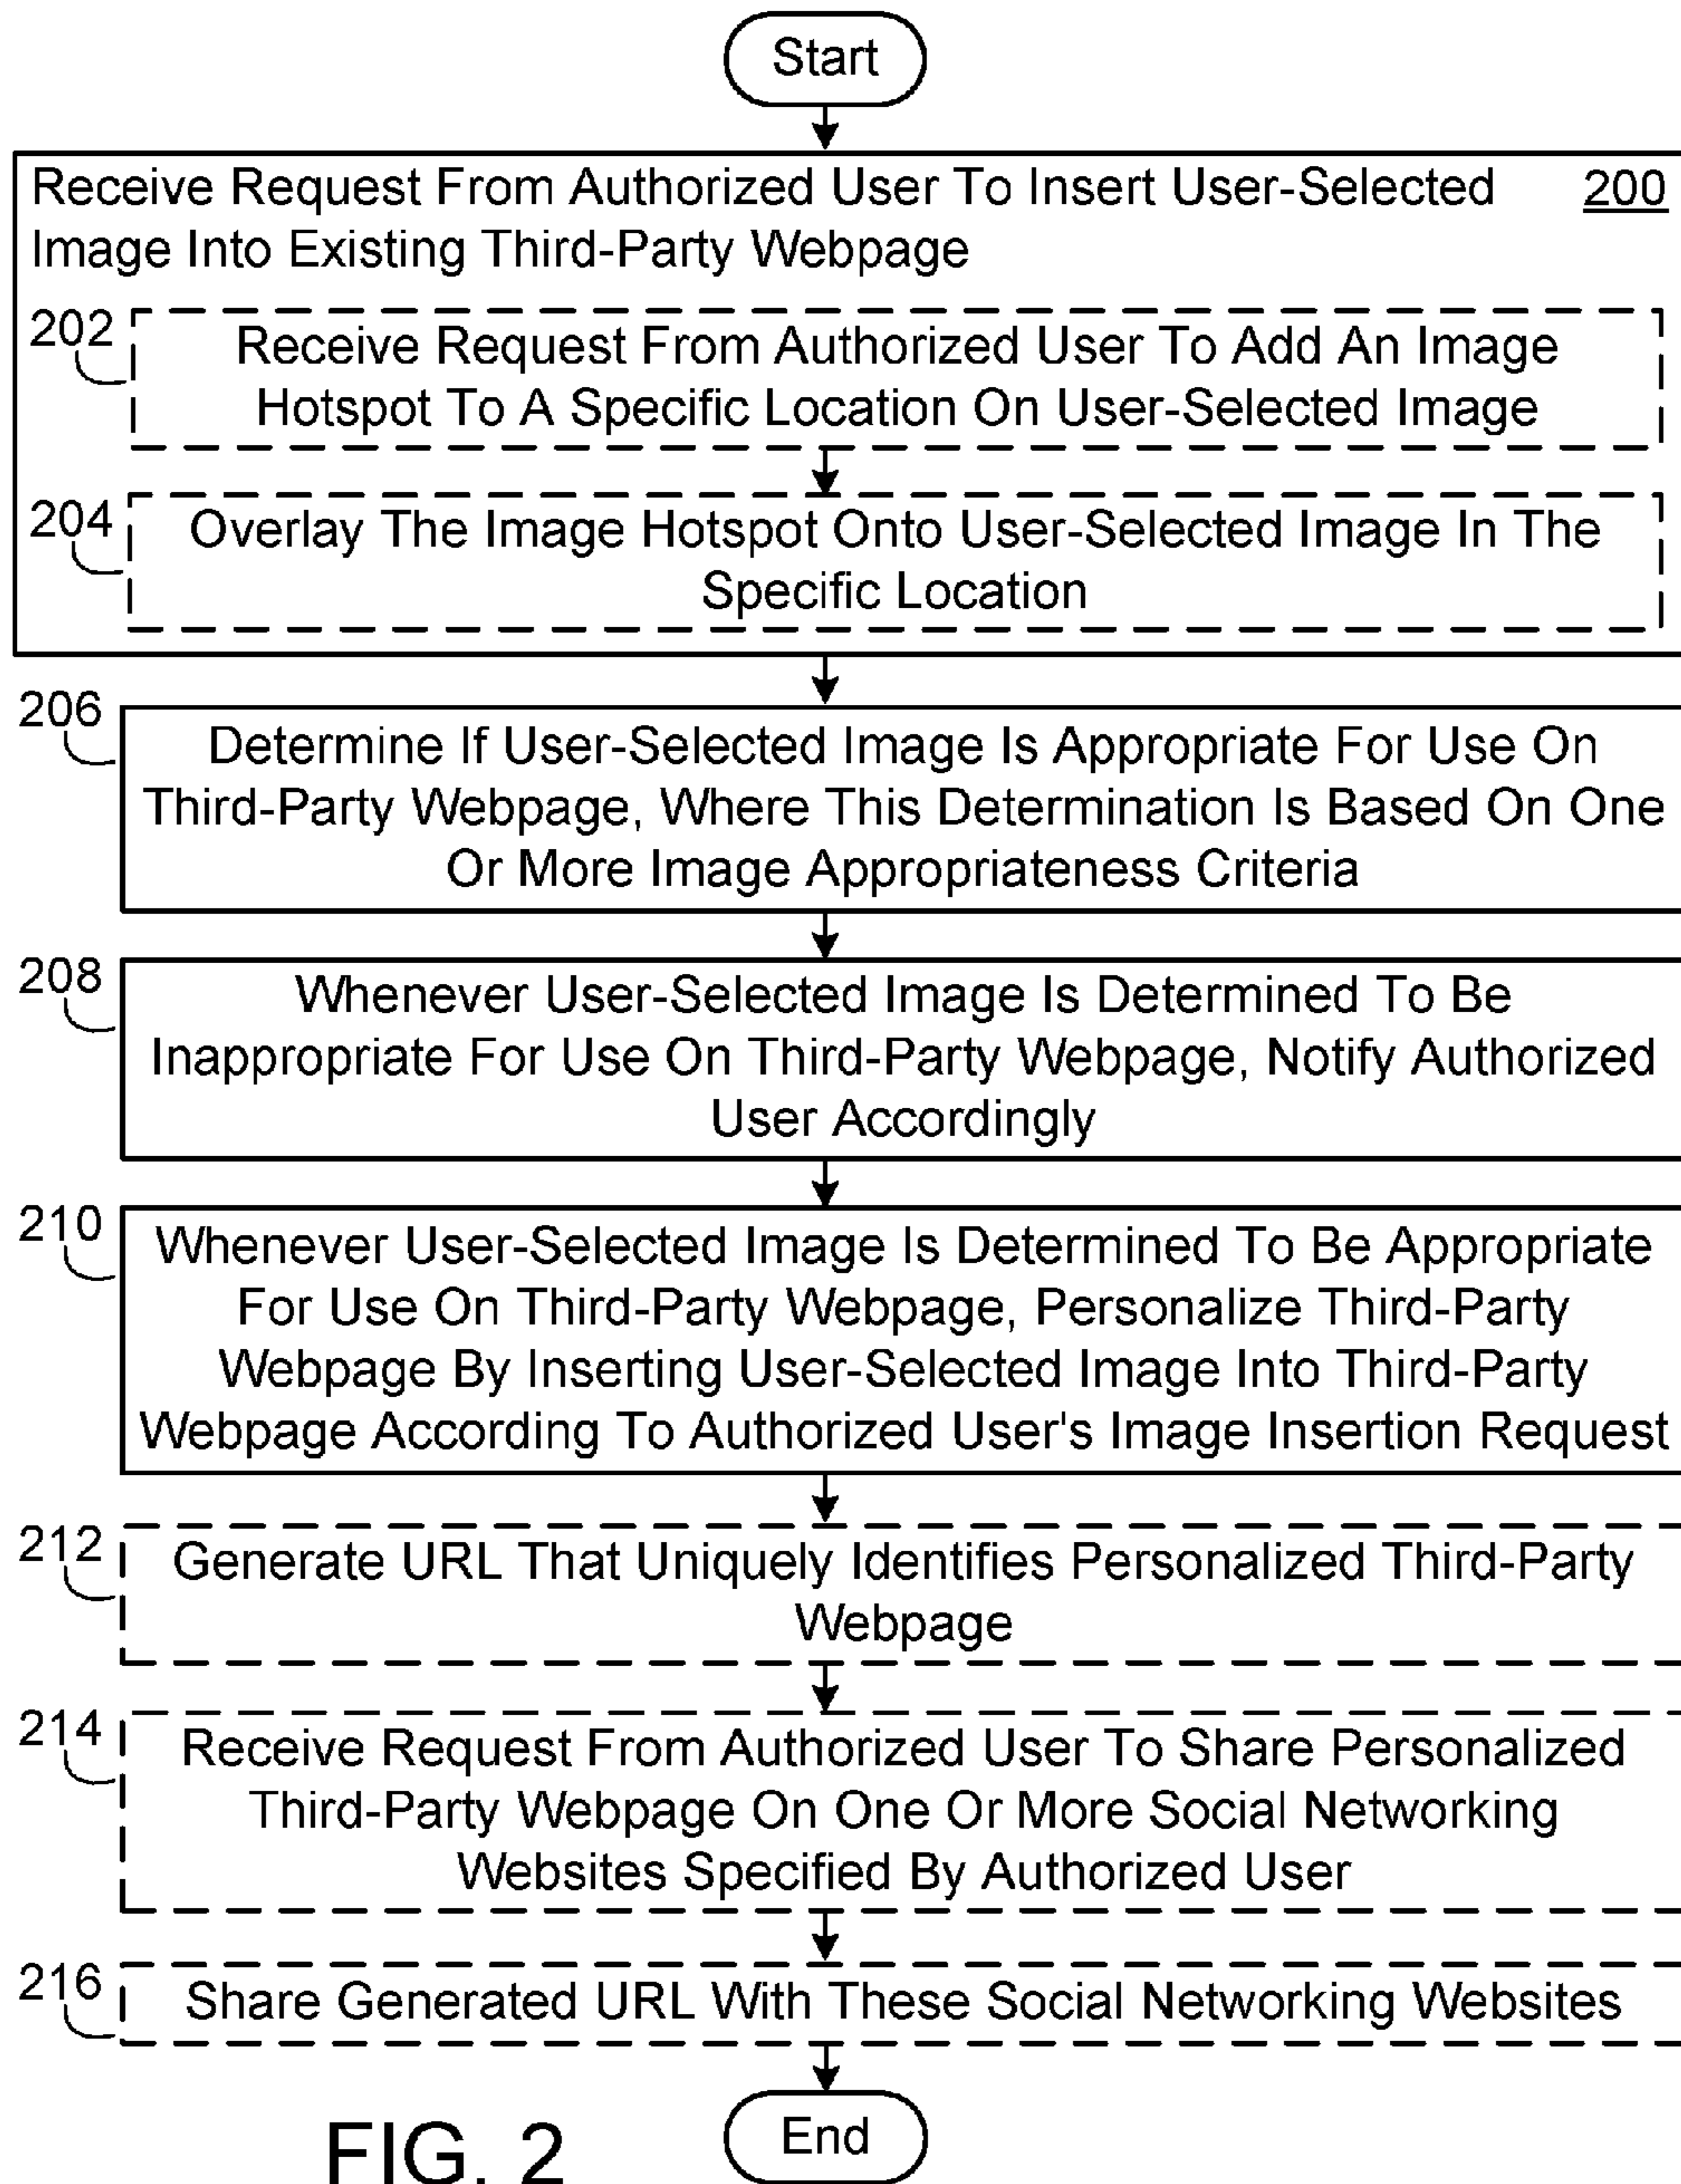 Start
Receive Request From Authorized User To Insert User-Selected 200
Image Into Existing Third-Party Webpage
202
Receive Request From Authorized User To Add An Image
Hotspot To A Specific Location On User-Selected Image
204
Overlay The Image Hotspot Onto User-Selected Image In The
Specific Location
206
Determine If User-Selected Image Is Appropriate For Use On
Third-Party Webpage, Where This Determination Is Based On One
Or More Image Appropriateness Criteria
208
Whenever User-Selected Image Is Determined To Be
Inappropriate For Use On Third-Party Webpage, Notify Authorized
User Accordingly
210
Whenever User-Selected Image Is Determined To Be Appropriate
For Use On Third-Party Webpage, Personalize Third-Party
Webpage By Inserting User-Selected Image Into Third-Party
Webpage According To Authorized User's Image Insertion Request
212
Generate URL That Uniquely Identifies Personalized Third-Party
Webpage
214
Receive Request From Authorized User To Share Personalized
Third-Party Webpage On One Or More Social Networking
Websites Specified By Authorized User
216
Share Generated URL With These Social Networking Websites
End
FIG. 2